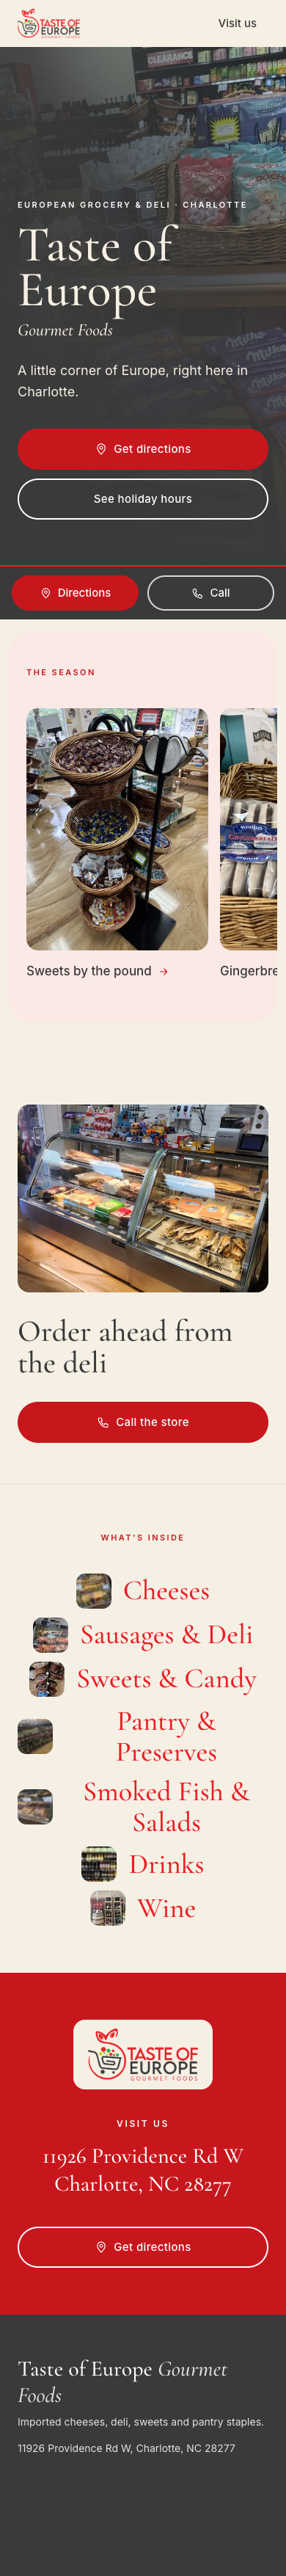 TASTE OF
EUROPE
GOURMET FOODS
Visit us
CLEARANCE
EUROPEAN GROCERY & DELI · CHARLOTTE
Taste of
Europe
Gourmet Foods
A little corner of Europe, right here in
Charlotte.
Get directions
See holiday hours
Directions
Call
THE SEASON
Sweets by the pound →
Gingerbre
Order ahead from
the deli
Call the store
WHAT'S INSIDE
Cheeses
Sausages & Deli
Sweets & Candy
Pantry &
Preserves
Smoked Fish &
Salads
Drinks
Wine
TASTE OF
EUROPE
GOURMET FOODS
VISIT US
11926 Providence Rd W
Charlotte, NC 28277
Get directions
Taste of Europe Gourmet
Foods
Imported cheeses, deli, sweets and pantry staples.
11926 Providence Rd W, Charlotte, NC 28277